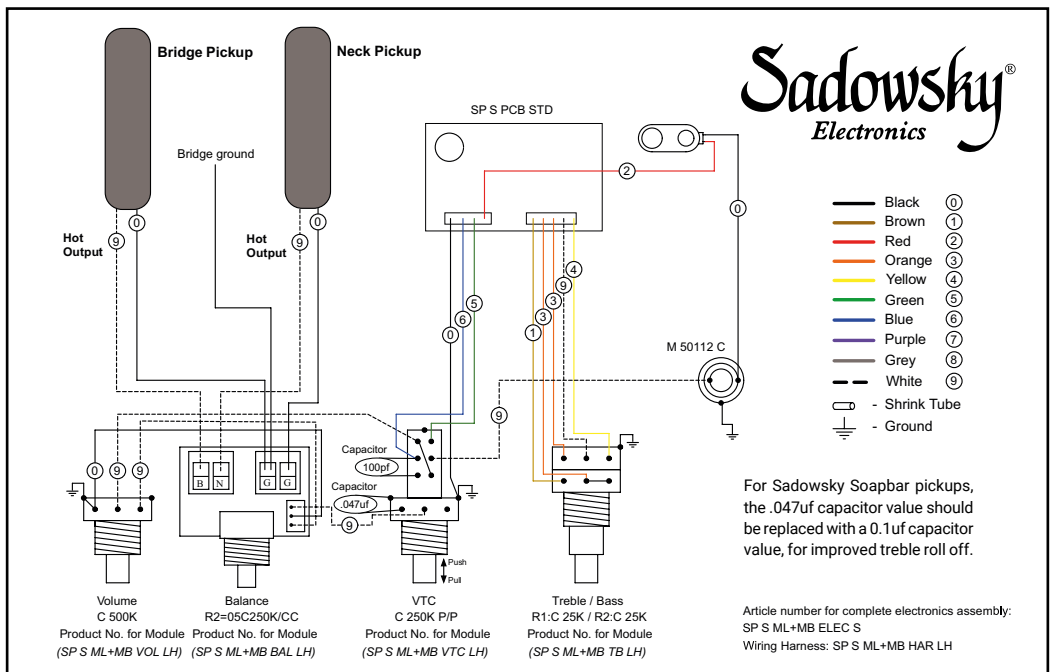 Bridge Pickup
Neck Pickup
Bridge ground
Hot
Output
9
0
Hot
Output
9
0
SP S PCB STD
2
0
0
6
5
1
3
3
9
4
M 50112 C
9
Sadowsky®
Electronics
Black 0
Brown 1
Red 2
Orange 3
Yellow 4
Green 5
Blue 6
Purple 7
Grey 8
White 9
- Shrink Tube
- Ground
0
9
9
B
N
G
G
Capacitor
100pf
Capacitor
.047uf
9
Push
Pull
Volume
C 500K
Product No. for Module
(SP S ML+MB VOL LH)
Balance
R2=05C250K/CC
Product No. for Module
(SP S ML+MB BAL LH)
VTC
C 250K P/P
Product No. for Module
(SP S ML+MB VTC LH)
Treble / Bass
R1:C 25K / R2:C 25K
Product No. for Module
(SP S ML+MB TB LH)
For Sadowsky Soapbar pickups,
the .047uf capacitor value should
be replaced with a 0.1uf capacitor
value, for improved treble roll off.
Article number for complete electronics assembly:
SP S ML+MB ELEC S
Wiring Harness: SP S ML+MB HAR LH